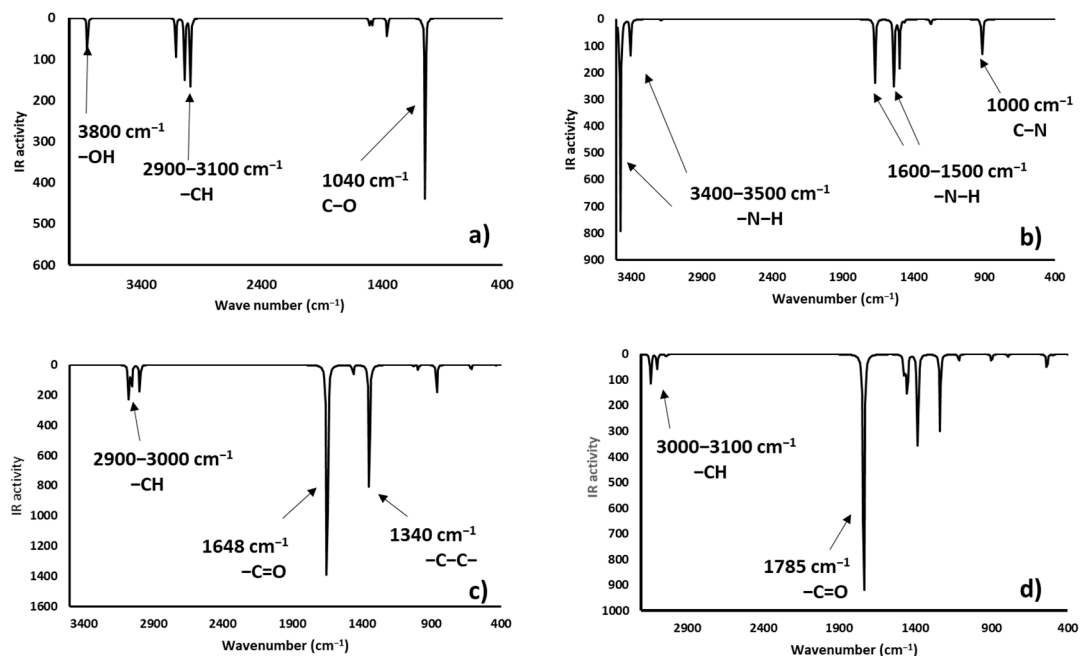 0
100
200
300
400
500
600
IR activity
3400
2400
1400
400
Wave number (cm⁻¹)
3800 cm⁻¹
−OH
2900−3100 cm⁻¹
−CH
1040 cm⁻¹
C−O
a)
0
100
200
300
400
500
600
700
800
900
IR activity
3400
2900
2400
1900
1400
900
400
Wavenumber (cm⁻¹)
3400−3500 cm⁻¹
−N−H
1600−1500 cm⁻¹
−N−H
1000 cm⁻¹
C−N
b)
0
200
400
600
800
1000
1200
1400
1600
IR activity
3400
2900
2400
1900
1400
900
400
Wavenumber (cm⁻¹)
2900−3000 cm⁻¹
−CH
1648 cm⁻¹
−C=O
1340 cm⁻¹
−C−C−
c)
0
100
200
300
400
500
600
700
800
900
1000
IR activity
2900
2400
1900
1400
900
400
Wavenumber (cm⁻¹)
3000−3100 cm⁻¹
−CH
1785 cm⁻¹
−C=O
d)